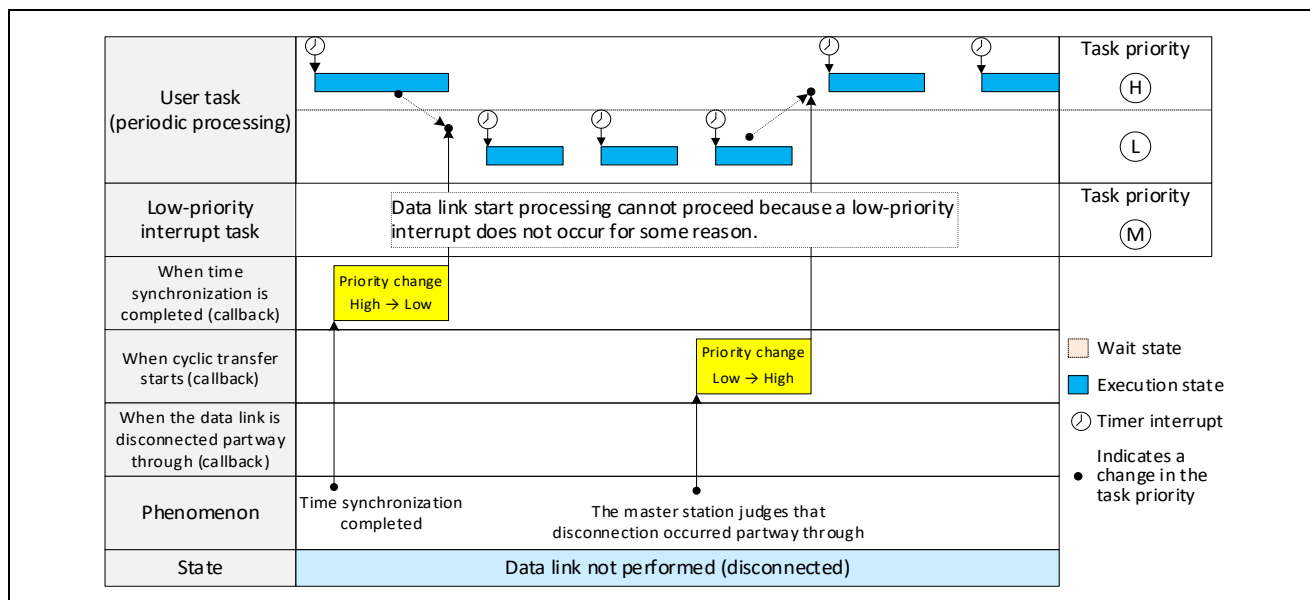 User task
(periodic processing)
Task priority
H
L
Low-priority
interrupt task
Data link start processing cannot proceed because a low-priority
interrupt does not occur for some reason.
Task priority
M
When time
synchronization is
completed (callback)
Priority change
High → Low
When cyclic transfer
starts (callback)
Priority change
Low → High
When the data link is
disconnected partway
through (callback)
Wait state
Execution state
Timer interrupt
Indicates a
change in the
task priority
Phenomenon
Time synchronization
completed
The master station judges that
disconnection occurred partway through
State
Data link not performed (disconnected)